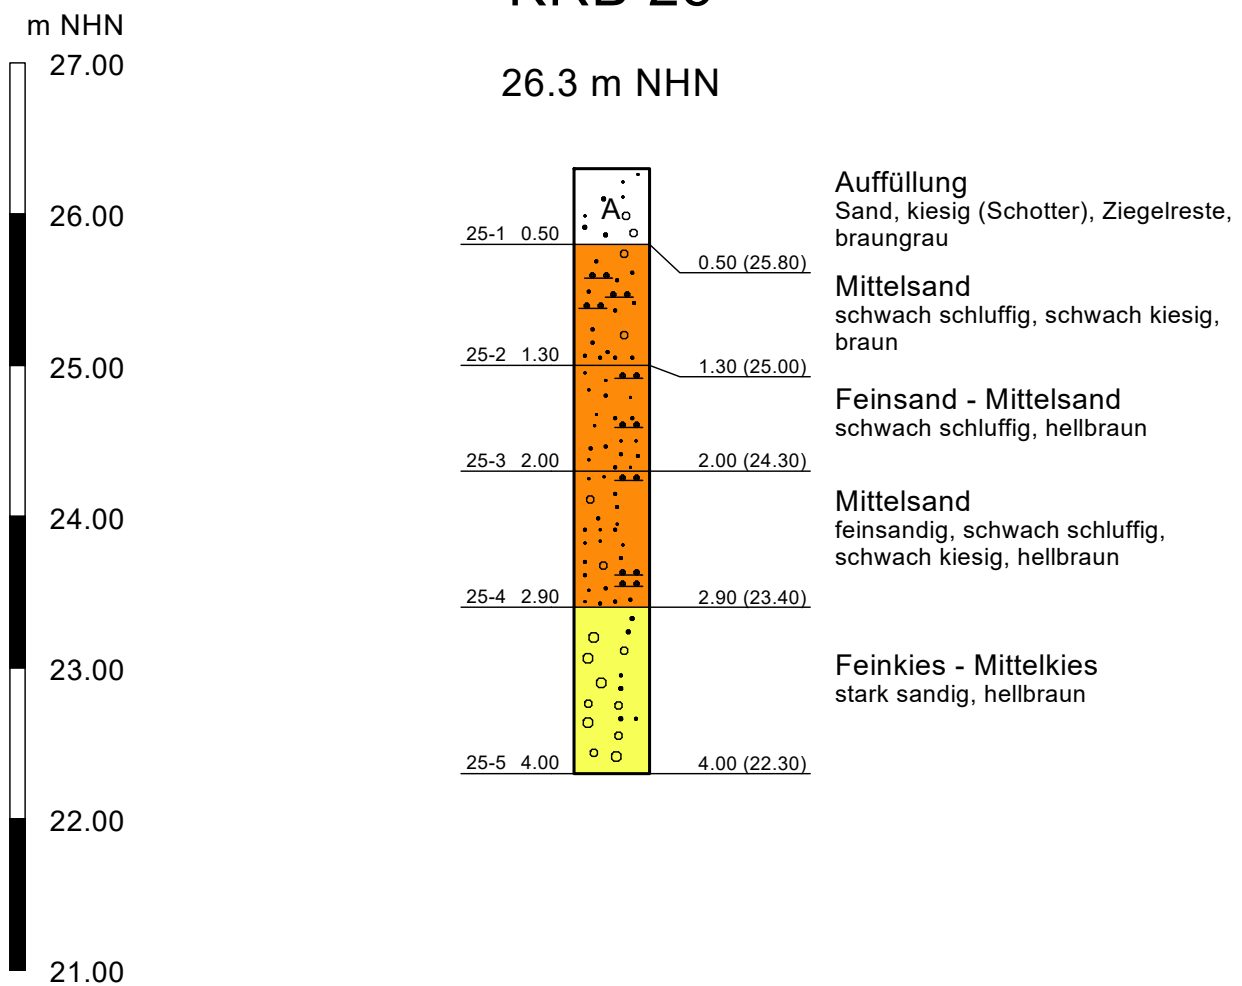 m NHN
27.00
26.3 m NHN
Auffüllung
A
Sand, kiesig (Schotter), Ziegelreste,
26.00
25-1 0.50
braungrau
0.50 (25.80)
Mittelsand
schwach schluffig, schwach kiesig,
braun
25-2 1.30
1.30 (25.00)
25.00
Feinsand - Mittelsand
schwach schluffig, hellbraun
25-3 2.00
2.00 (24.30)
Mittelsand
24.00
feinsandig, schwach schluffig,
schwach kiesig, hellbraun
25-4 2.90
2.90 (23.40)
23.00
Feinkies - Mittelkies
stark sandig, hellbraun
25-5 4.00
4.00 (22.30)
22.00
21.00